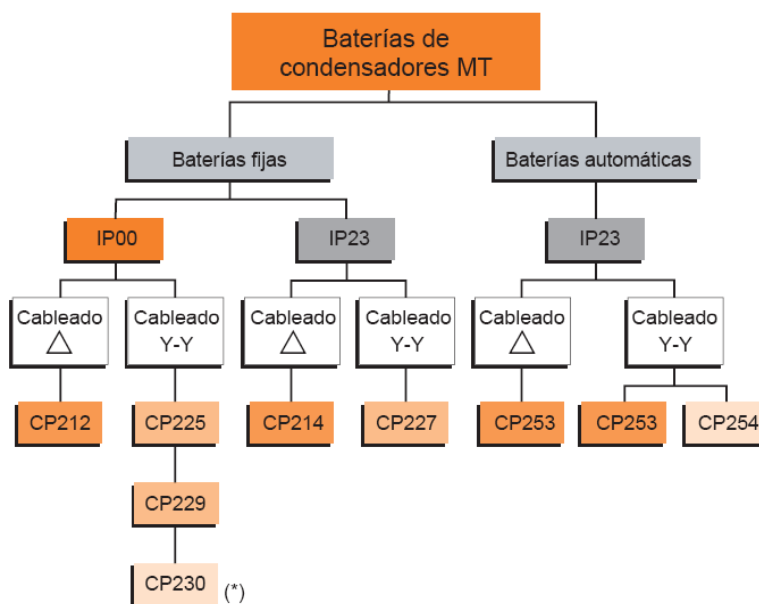 Baterías de
condensadores MT
Baterías fijas
Baterías automáticas
IP00
IP23
IP23
Cableado
Cableado
Y-Y
Cableado
Cableado
Y-Y
Cableado
Cableado
Y-Y
CP212
CP225
CP214
CP227
CP253
CP253
CP254
CP229
CP230 (*)